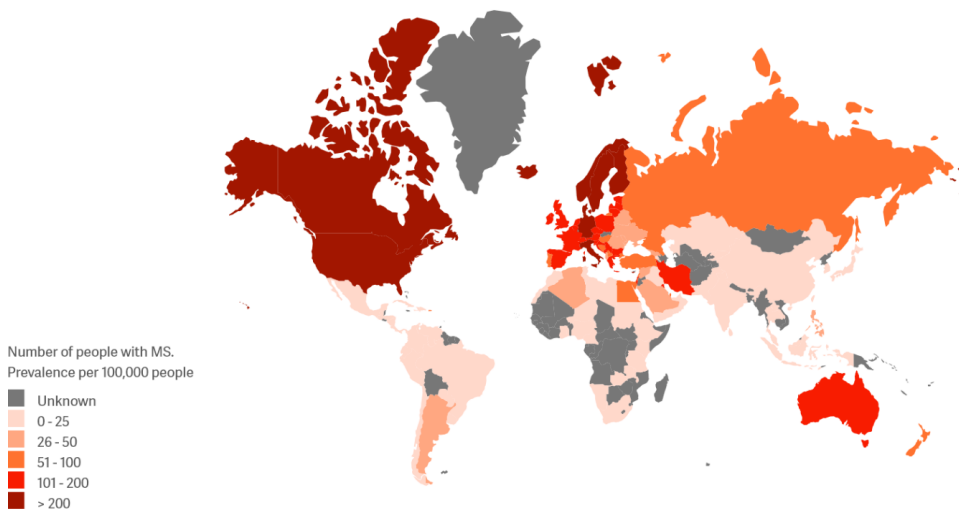 Number of people with MS.
Prevalence per 100,000 people
Unknown
0 - 25
26 - 50
51 - 100
101 - 200
> 200